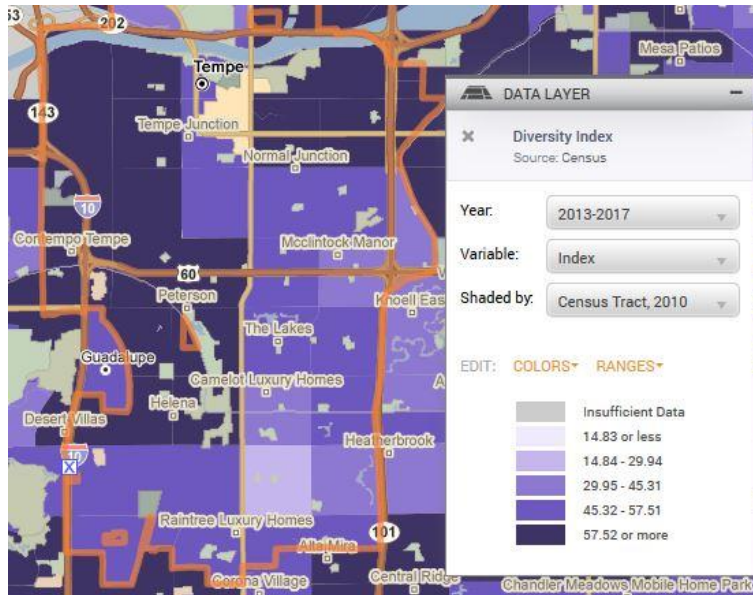 53
202
Mesa Patios
Tempe
143
Tempe Junction
Normal Junction
10
Contempo Tempe
Mcclintock Manor
60
Peterson
Knoell Eas
The Lakes
Guadalupe
Camelot Luxury Homes
A
Helena
Desert Villas
Heatherbrook
10
X
Raintree Luxury Homes
101
Alta Mira
Corona Village
Central Ridge
Chandler Meadows Mobile Home Park
DATA LAYER
Diversity Index
Source: Census
Year: 2013-2017
Variable: Index
Shaded by: Census Tract, 2010
EDIT: COLORS RANGES
Insufficient Data
14.83 or less
14.84 - 29.94
29.95 - 45.31
45.32 - 57.51
57.52 or more